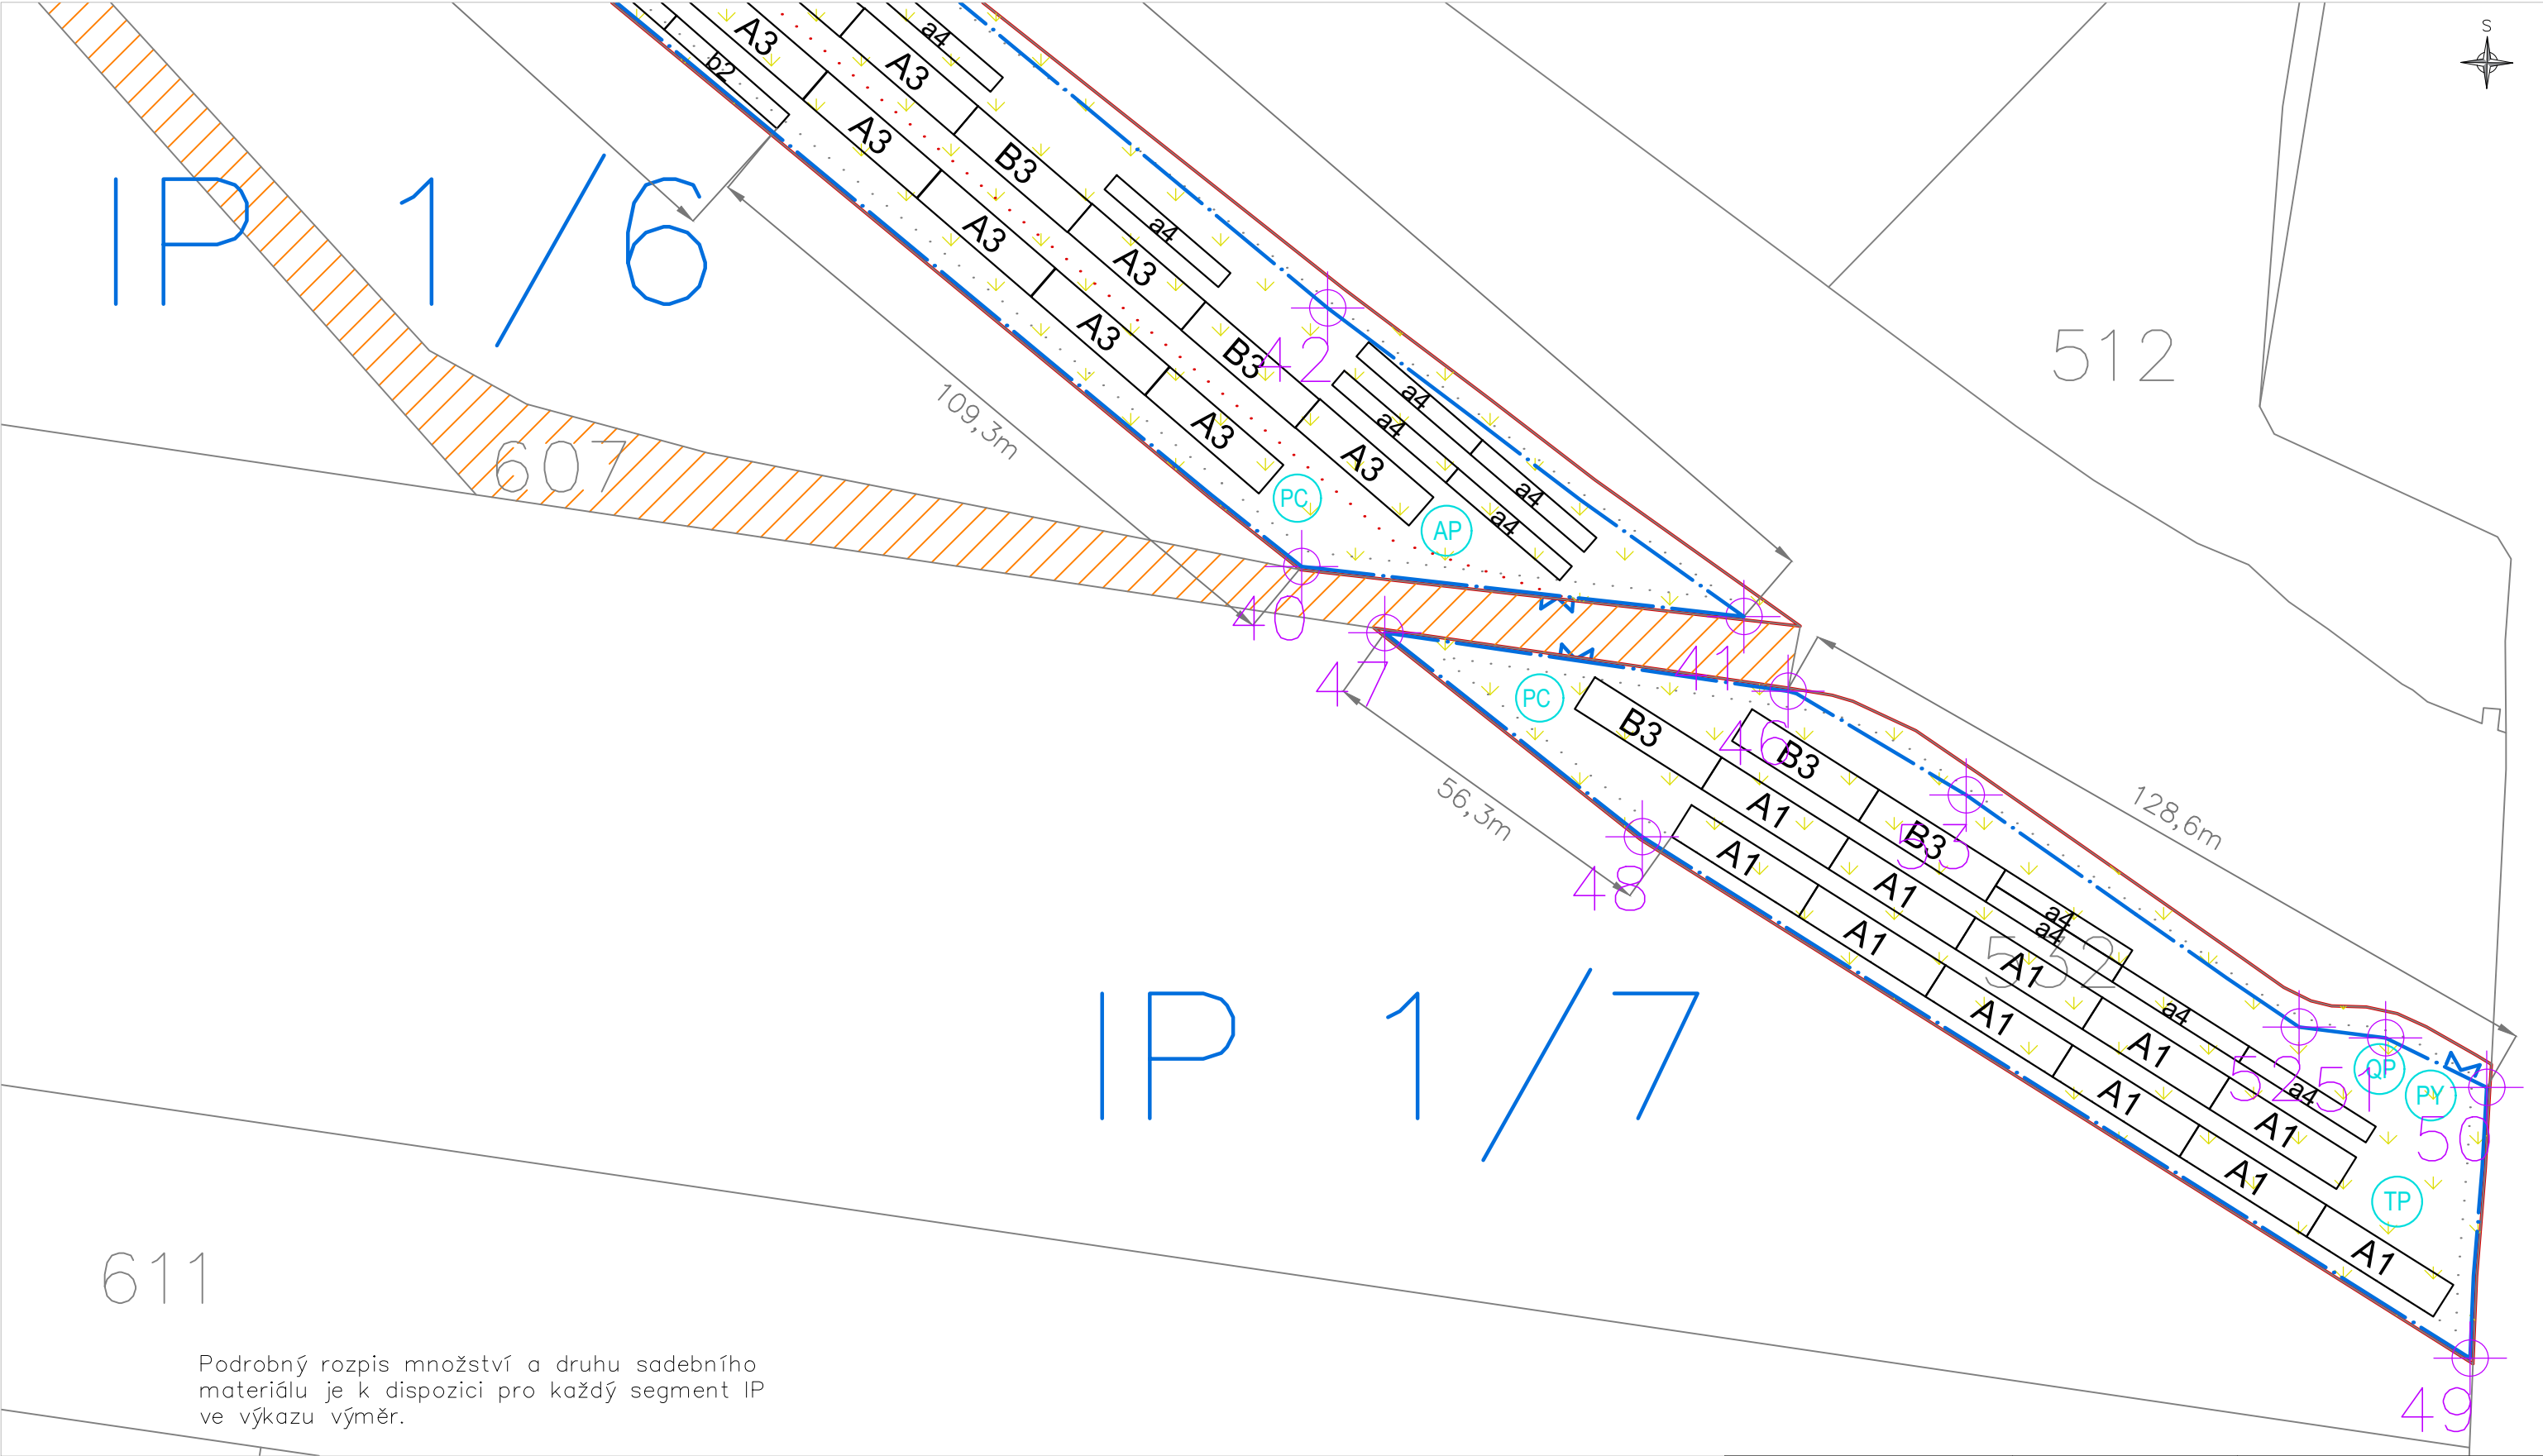 S
a4
A3
A3
b2
A3
B3
A3
a4
A3
A3
A3
B3
42
a4
a4
A3
A3
a4
a4
PC
AP
IP 1/6
512
607
109,3m
40
41
47
PC
B3
46
B3
A1
B3
53
128,6m
56,3m
48
A1
A1
a4
a4
A1
532
A1
a4
A1
A1
A1
a4
A1
A1
A1
52
51
QP
PY
50
TP
A1
49
IP 1/7
611
Podrobný rozpis množství a druhu sadebního
materiálu je k dispozici pro každý segment IP
ve výkazu výměr.